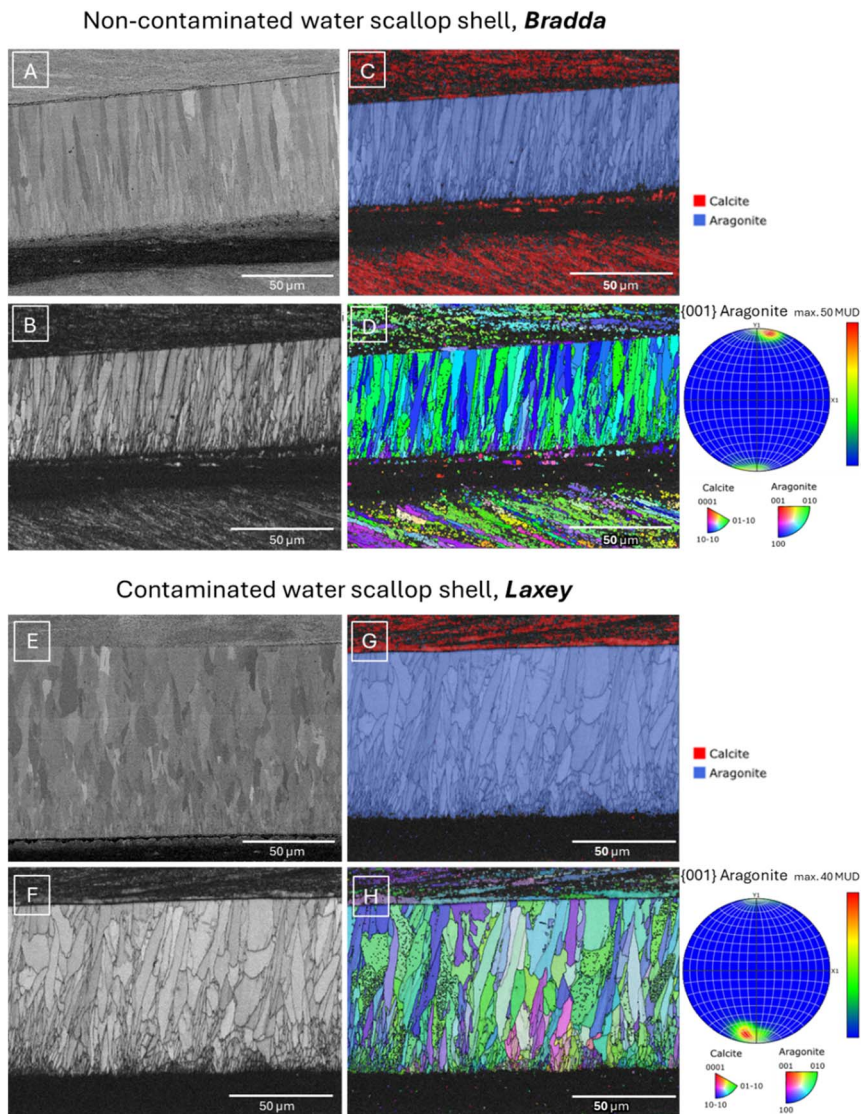 Non-contaminated water scallop shell, Bradda
A
50 µm
C
50 µm
Calcite
Aragonite
B
50 µm
D
50 µm
{001} Aragonite max. 50 MUD
Y1
X1
Calcite
0001
01-10
10-10
Aragonite
001 010
100
Contaminated water scallop shell, Laxey
E
50 µm
G
50 µm
Calcite
Aragonite
F
50 µm
H
50 µm
{001} Aragonite max. 40 MUD
Y1
X1
Calcite
0001
01-10
10-10
Aragonite
001 010
100